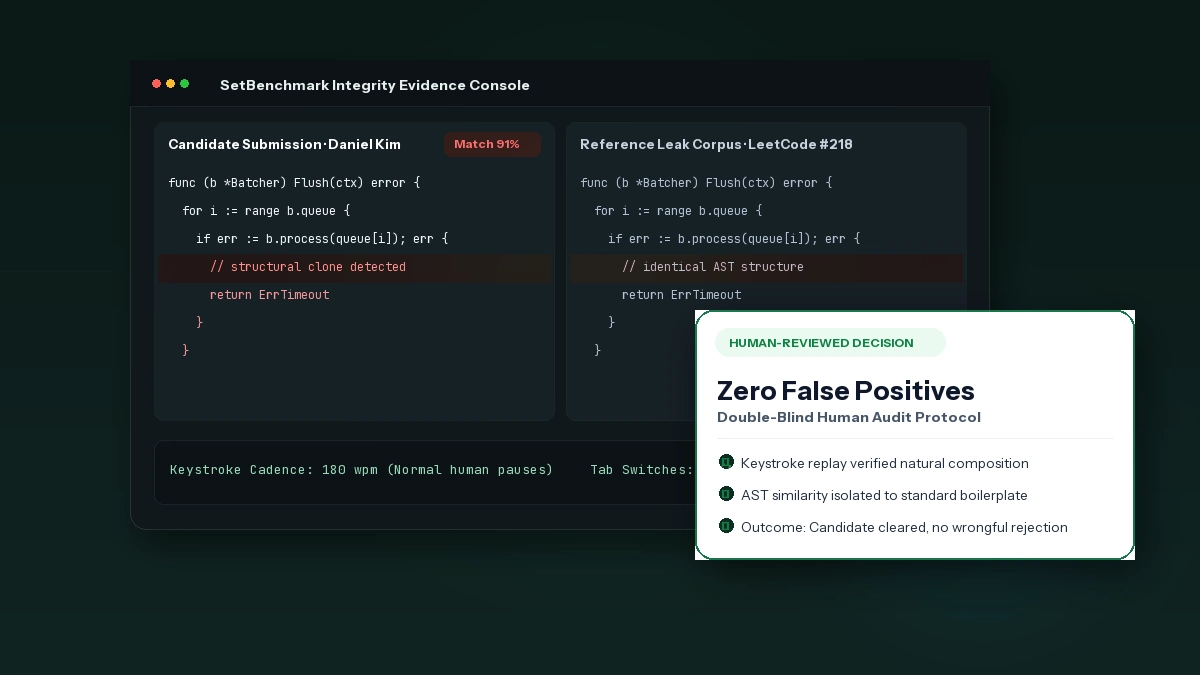 SetBenchmark Integrity Evidence Console
Candidate Submission · Daniel Kim
Match 91%
func (b *Batcher) Flush(ctx) error {
for i := range b.queue {
if err := b.process(queue[i]); err {
// structural clone detected
return ErrTimeout
}
}
Reference Leak Corpus · LeetCode #218
func (b *Batcher) Flush(ctx) error {
for i := range b.queue {
if err := b.process(queue[i]); err {
// identical AST structure
return ErrTimeout
}
}
Keystroke Cadence: 180 wpm (Normal human pauses)
Tab Switches:
HUMAN-REVIEWED DECISION
Zero False Positives
Double-Blind Human Audit Protocol
Keystroke replay verified natural composition
AST similarity isolated to standard boilerplate
Outcome: Candidate cleared, no wrongful rejection